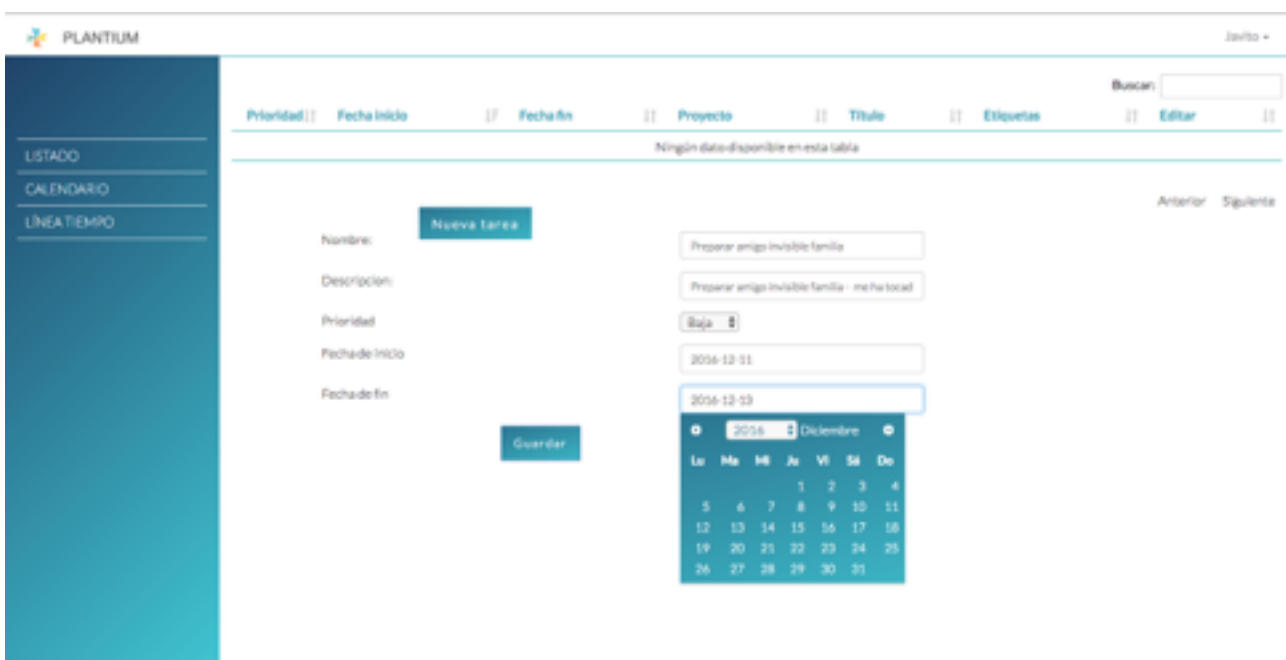 PLANTIUM
Javito
Buscar:
Prioridad Fecha inicio Fecha fin Proyecto Título Etiquetas Editar
Ningún dato disponible en esta tabla
LISTADO
CALENDARIO
LÍNEA TIEMPO
Anterior Siguiente
Nueva tarea
Nombre: Preparar amigo invisible familia
Descripcion: Preparar amigo invisible familia - me ha tocad
Prioridad Baja
Fecha de inicio 2016-12-11
Fecha de fin 2016-12-13
Guardar
2016 Diciembre
Lu Ma Mi Ju Vi Sá Do
1 2 3 4
5 6 7 8 9 10 11
12 13 14 15 16 17 18
19 20 21 22 23 24 25
26 27 28 29 30 31